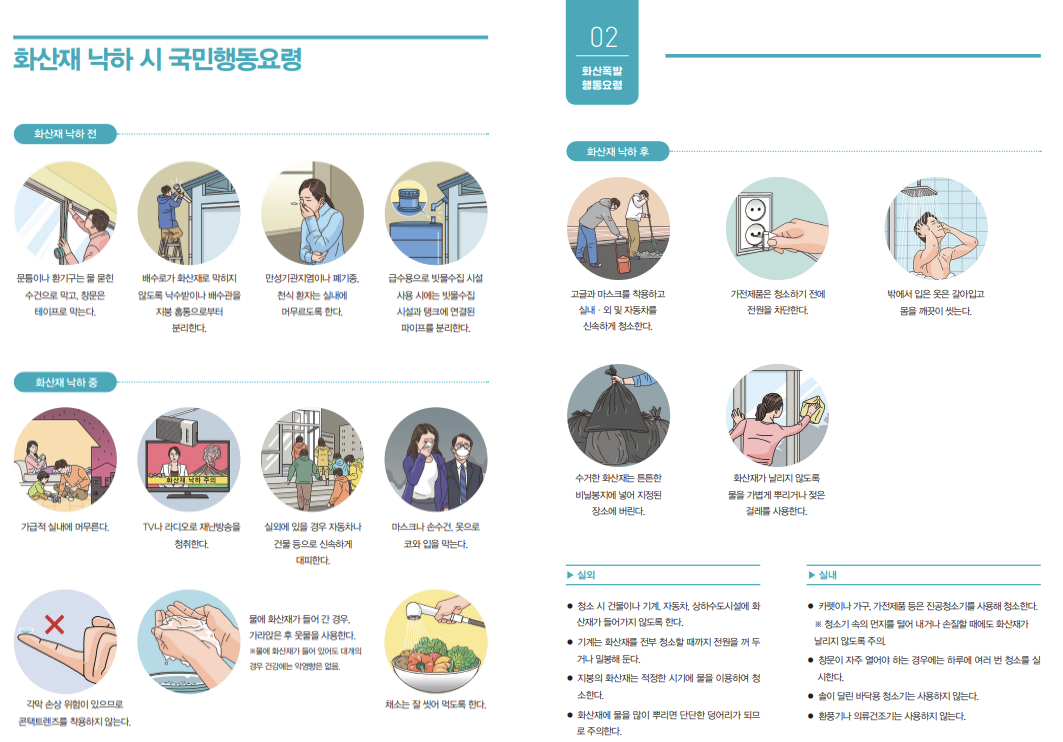 화산재 낙하 시 국민행동요령
화산재 낙하 전
문틈이나 환기구는 물 묻힌
수건으로 막고, 창문은
테이프로 막는다.
배수로가 화산재로 막히지
않도록 낙수받이나 배수관을
지붕 홈통으로부터
분리한다.
만성기관지염이나 폐기종,
천식 환자는 실내에
머무르도록 한다.
급수용으로 빗물수집 시설
사용 시에는 빗물수집
시설과 탱크에 연결된
파이프를 분리한다.
화산재 낙하 중
화산재 낙하 주의
가급적 실내에 머무른다.
TV나 라디오로 재난방송을
청취한다.
실외에 있을 경우 자동차나
건물 등으로 신속하게
대피한다.
마스크나 손수건, 옷으로
코와 입을 막는다.
각막 손상 위험이 있으므로
콘택트렌즈를 착용하지 않는다.
물에 화산재가 들어 간 경우,
가라앉은 후 윗물을 사용한다.
※물에 화산재가 들어 있어도 대개의
경우 건강에는 악영향은 없음.
채소는 잘 씻어 먹도록 한다.
02
화산폭발
행동요령
화산재 낙하 후
고글과 마스크를 착용하고
실내 · 외 및 자동차를
신속하게 청소한다.
가전제품은 청소하기 전에
전원을 차단한다.
밖에서 입은 옷은 갈아입고
몸을 깨끗이 씻는다.
수거한 화산재는 튼튼한
비닐봉지에 넣어 지정된
장소에 버린다.
화산재가 날리지 않도록
물을 가볍게 뿌리거나 젖은
걸레를 사용한다.
▶ 실외
● 청소 시 건물이나 기계, 자동차, 상하수도시설에 화
산재가 들어가지 않도록 한다.
● 기계는 화산재를 전부 청소할 때까지 전원을 꺼 두
거나 밀봉해 둔다.
● 지붕의 화산재는 적정한 시기에 물을 이용하여 청
소한다.
● 화산재에 물을 많이 뿌리면 단단한 덩어리가 되므
로 주의한다.
▶ 실내
● 카펫이나 가구, 가전제품 등은 진공청소기를 사용해 청소한다.
※ 청소기 속의 먼지를 털어 내거나 손질할 때에도 화산재가
날리지 않도록 주의.
● 창문이 자주 열어야 하는 경우에는 하루에 여러 번 청소를 실
시한다.
● 솔이 달린 바닥용 청소기는 사용하지 않는다.
● 환풍기나 의류건조기는 사용하지 않는다.